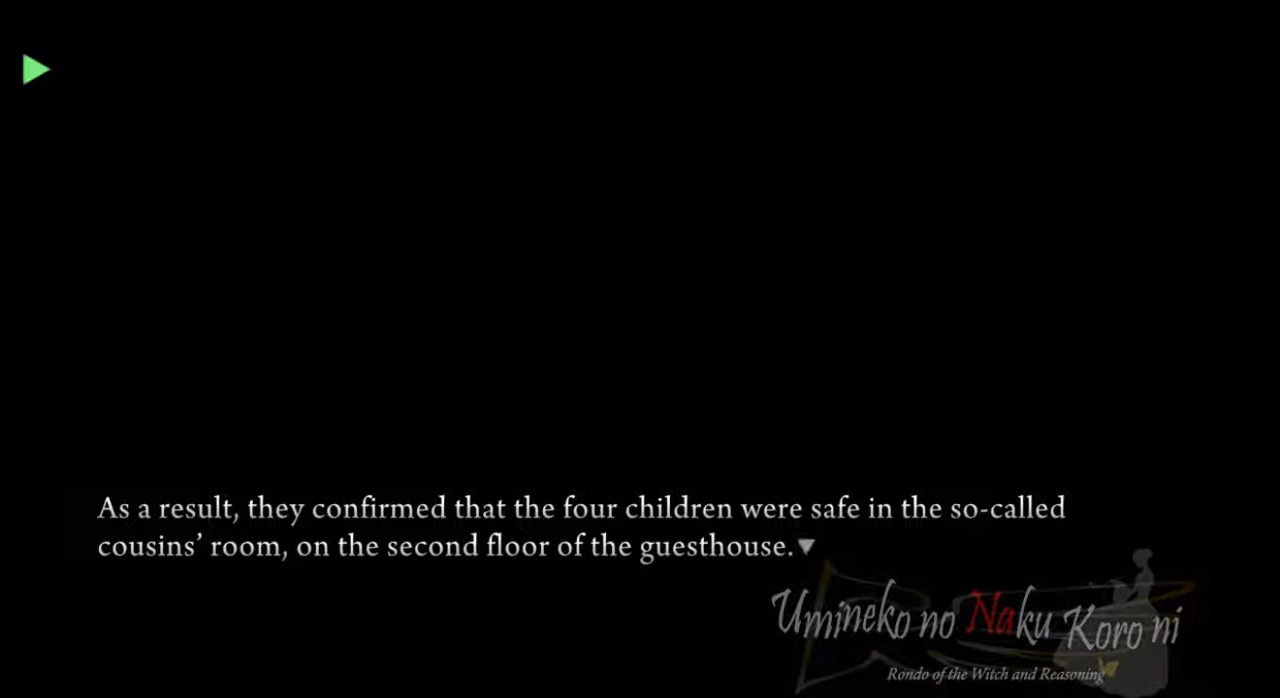 As a result, they confirmed that the four children were safe in the so-called
cousins’ room, on the second floor of the guesthouse.
Umineko no Naku Koro ni
Rondo of the Witch and Reasoning